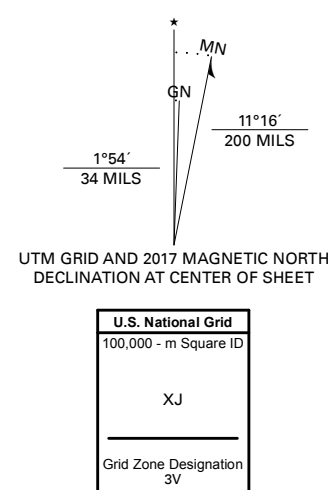 ★
MN
GN
11°16´
200 MILS
1°54´
34 MILS
UTM GRID AND 2017 MAGNETIC NORTH
DECLINATION AT CENTER OF SHEET
U.S. National Grid
100,000 - m Square ID
XJ
Grid Zone Designation
3V